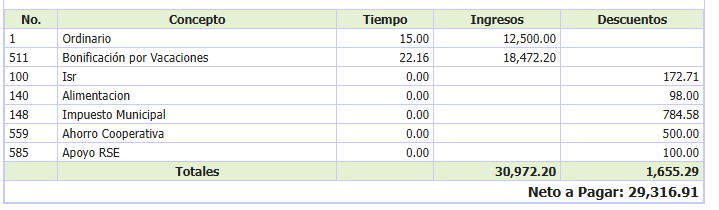 No. Concepto Tiempo Ingresos Descuentos
1 Ordinario 15.00 12,500.00
511 Bonificación por Vacaciones 22.16 18,472.20
100 Isr 0.00 172.71
140 Alimentacion 0.00 98.00
148 Impuesto Municipal 0.00 784.58
559 Ahorro Cooperativa 0.00 500.00
585 Apoyo RSE 0.00 100.00
Totales 30,972.20 1,655.29
Neto a Pagar: 29,316.91